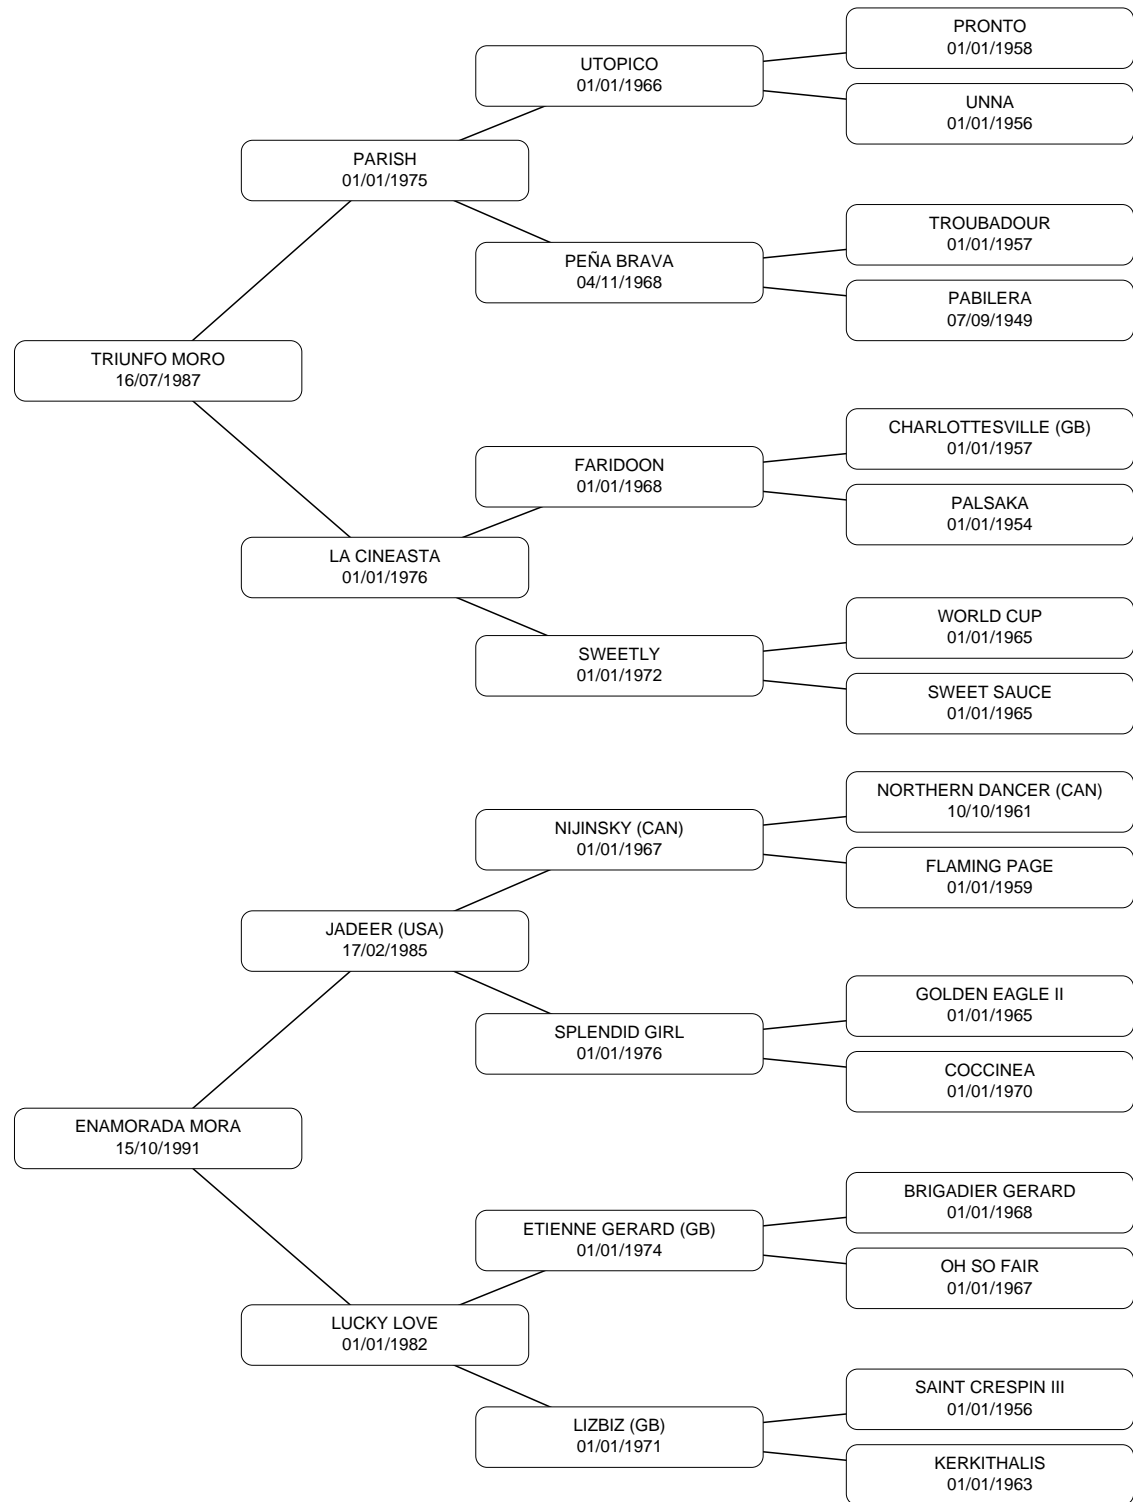 PRONTO
01/01/1958
UTOPICO
01/01/1966
UNNA
01/01/1956
PARISH
01/01/1975
TROUBADOUR
01/01/1957
PEÑA BRAVA
04/11/1968
PABILERA
07/09/1949
TRIUNFO MORO
16/07/1987
CHARLOTTESVILLE (GB)
01/01/1957
FARIDOON
01/01/1968
PALSAKA
01/01/1954
LA CINEASTA
01/01/1976
WORLD CUP
01/01/1965
SWEETLY
01/01/1972
SWEET SAUCE
01/01/1965
NORTHERN DANCER (CAN)
10/10/1961
NIJINSKY (CAN)
01/01/1967
FLAMING PAGE
01/01/1959
JADEER (USA)
17/02/1985
GOLDEN EAGLE II
01/01/1965
SPLENDID GIRL
01/01/1976
COCCINEA
01/01/1970
ENAMORADA MORA
15/10/1991
BRIGADIER GERARD
01/01/1968
ETIENNE GERARD (GB)
01/01/1974
OH SO FAIR
01/01/1967
LUCKY LOVE
01/01/1982
SAINT CRESPIN III
01/01/1956
LIZBIZ (GB)
01/01/1971
KERKITHALIS
01/01/1963